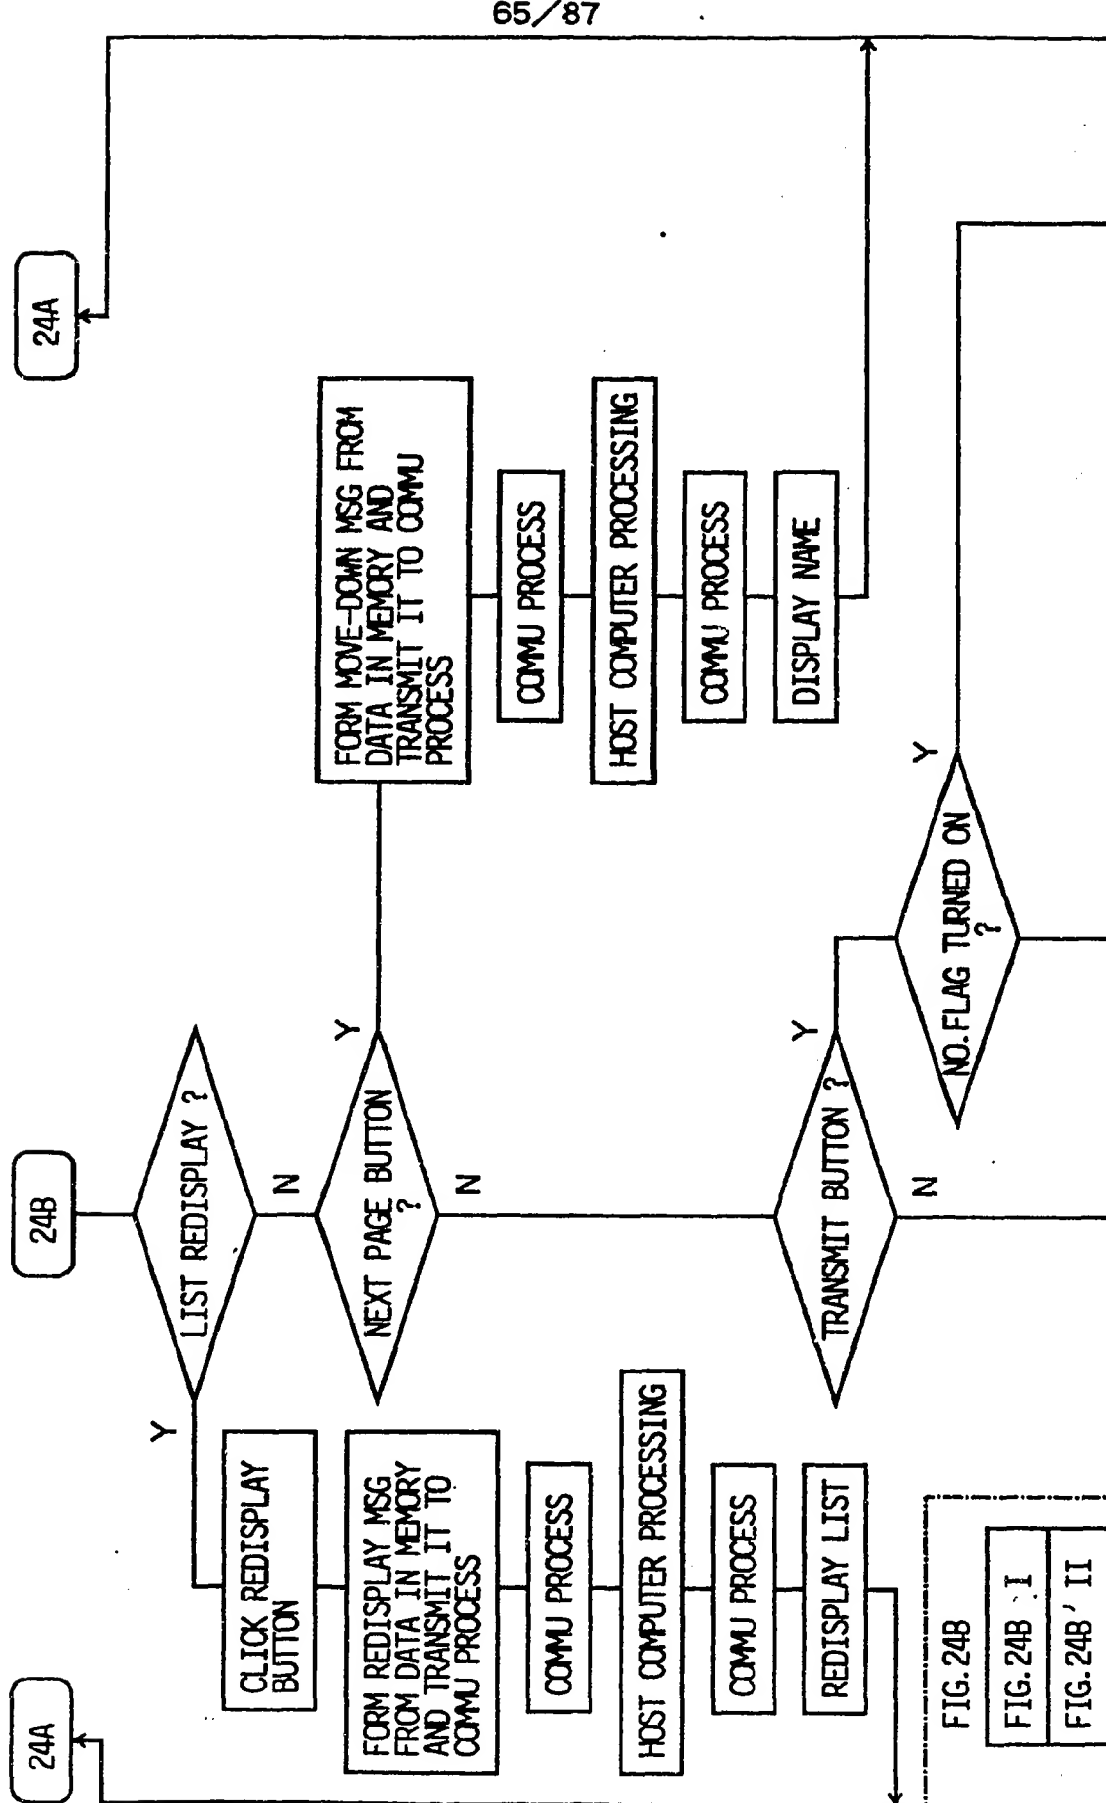 65/87
24A
24B
24A
LIST REDISPLAY ?
Y
N
CLICK REDISPLAY
BUTTON
FORM REDISPLAY MSG
FROM DATA IN MEMORY
AND TRANSMIT IT TO
COMMU PROCESS
COMMU PROCESS
HOST COMPUTER PROCESSING
COMMU PROCESS
REDISPLAY LIST
NEXT PAGE BUTTON
?
Y
N
FORM MOVE-DOWN MSG FROM
DATA IN MEMORY AND
TRANSMIT IT TO COMMU
PROCESS
COMMU PROCESS
HOST COMPUTER PROCESSING
COMMU PROCESS
DISPLAY NAME
TRANSMIT BUTTON ?
Y
N
NO.FLAG TURNED ON
?
Y
FIG.24B
FIG.24B I
FIG.24B' II